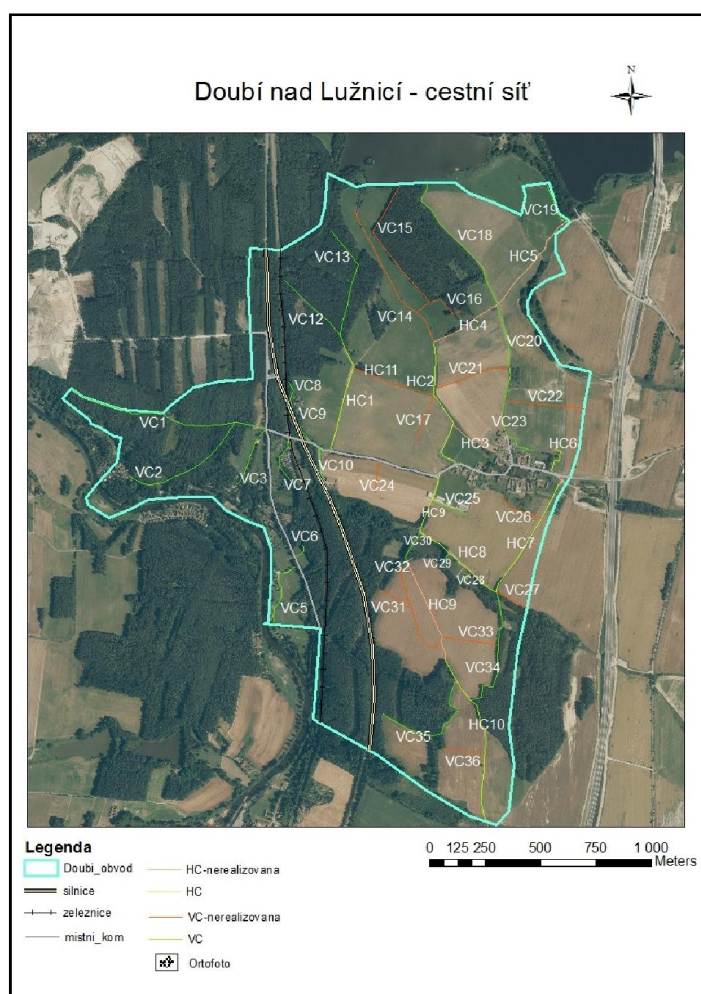 Doubí nad Lužnicí - cestní síť
N
VC19
VC15
VC18
VC13
HC5
VC16
VC12
VC14
HC4
VC20
HC11
VC21
VC8
HC1
HC2
VC22
VC9
VC1
VC17
VC23
HC3
HC6
VC2
VC3
VC10
VC7
VC24
VC25
HC9
VC26
VC6
VC30
HC7
HC8
VC29
VC32
VC28
VC27
VC5
VC31
HC9
VC33
VC34
HC10
VC35
VC36
Legenda
Doubi_obvod
silnice
zeleznice
mistni_kom
HC-nerealizovana
HC
VC-nerealizovana
VC
Ortofoto
0 125 250 500 750 1 000
Meters